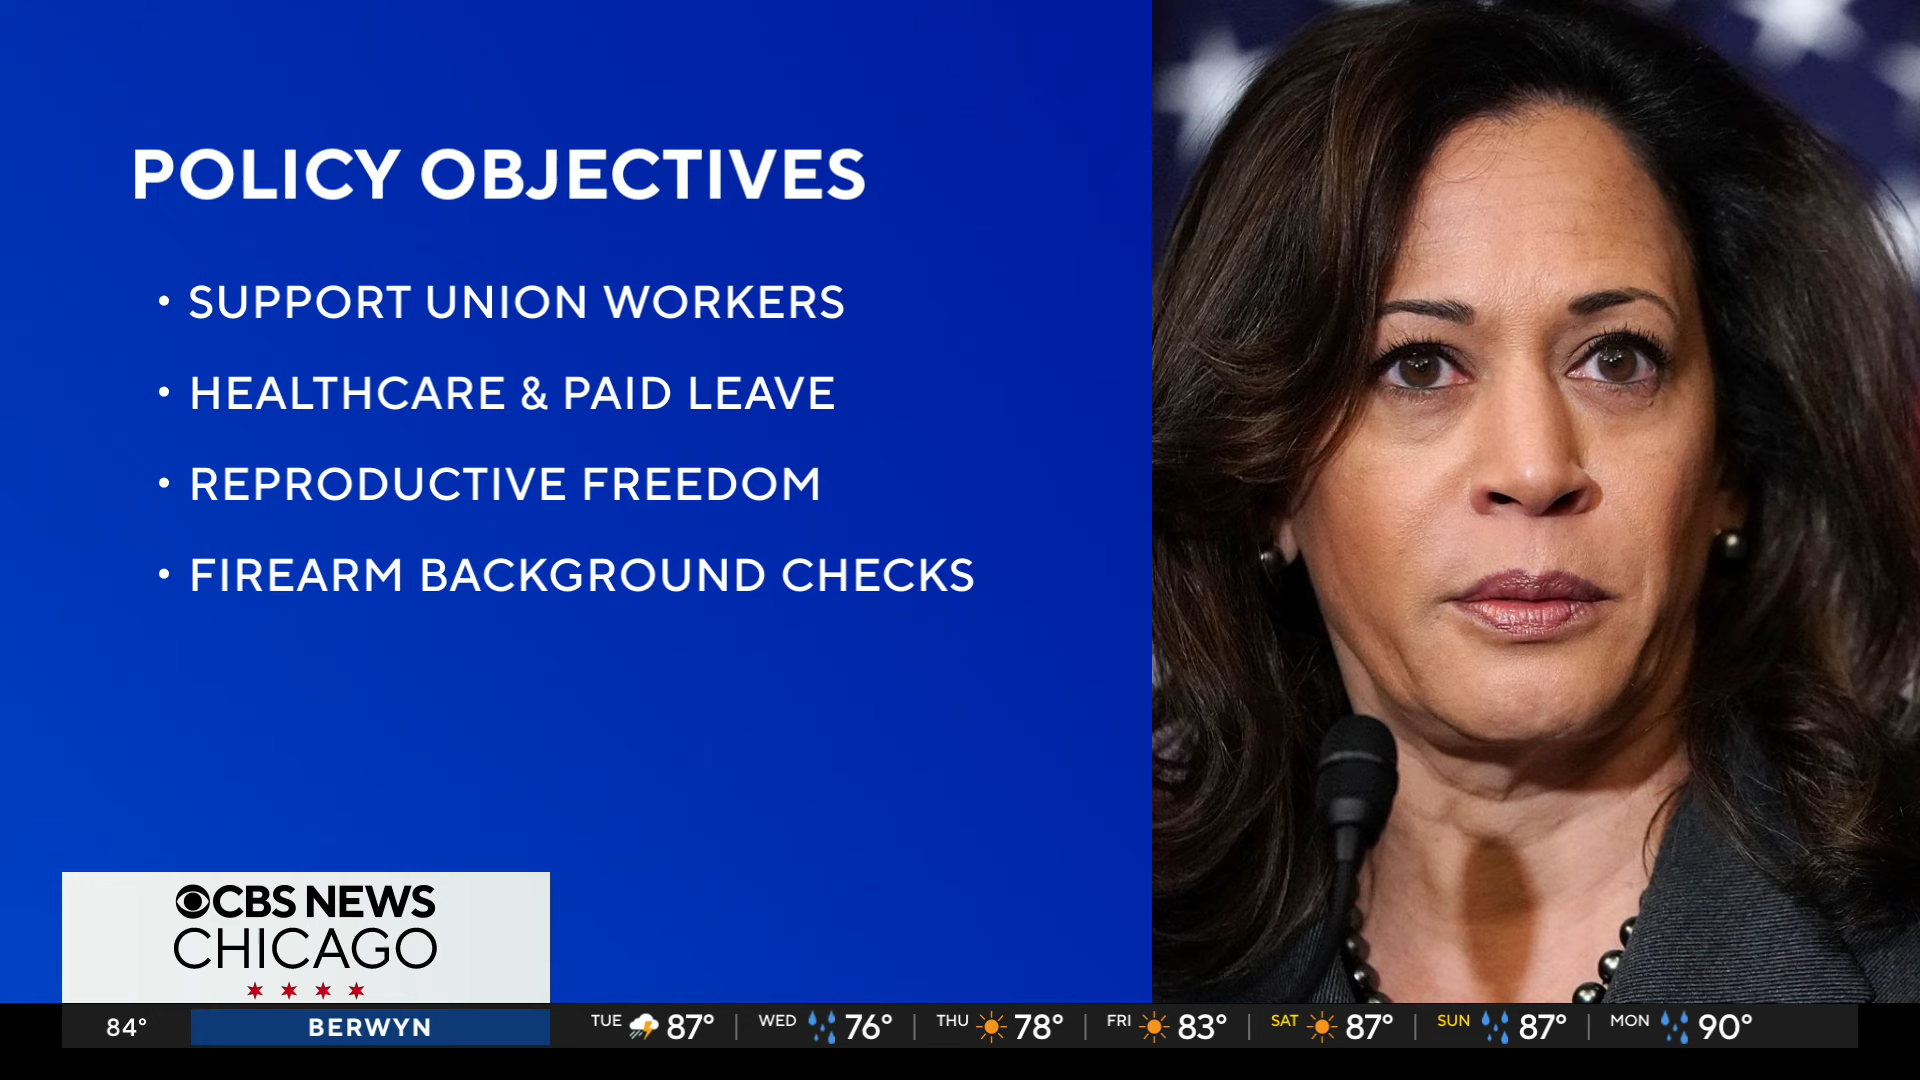 POLICY OBJECTIVES
• SUPPORT UNION WORKERS
• HEALTHCARE & PAID LEAVE
• REPRODUCTIVE FREEDOM
• FIREARM BACKGROUND CHECKS
CBS NEWS
CHICAGO
84° BERWYN TUE 87° | WED 76° | THU 78° | FRI 83° | SAT 87° | SUN 87° | MON 90°